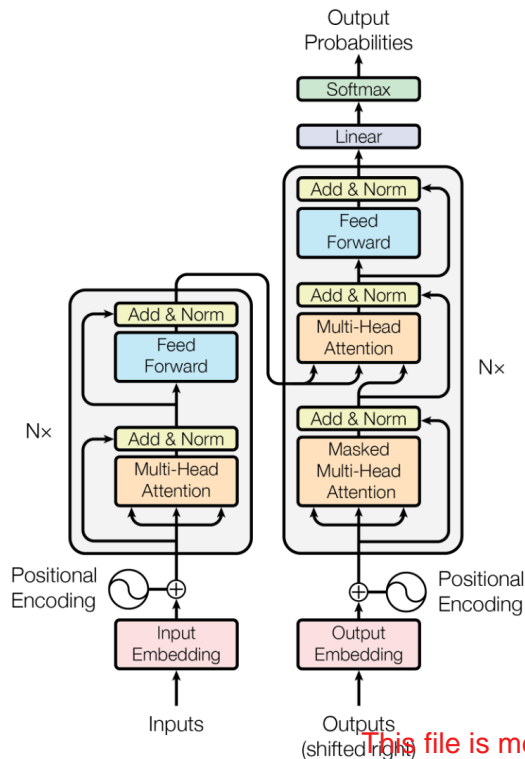 Output
Probabilities
Softmax
Linear
Add & Norm
Feed
Forward
Add & Norm
Multi-Head
Attention
N×
Add & Norm
Masked
Multi-Head
Attention
Add & Norm
Feed
Forward
N×
Add & Norm
Multi-Head
Attention
Positional
Encoding
Positional
Encoding
Input
Embedding
Output
Embedding
Inputs
Outputs
(shifted right)
This file is